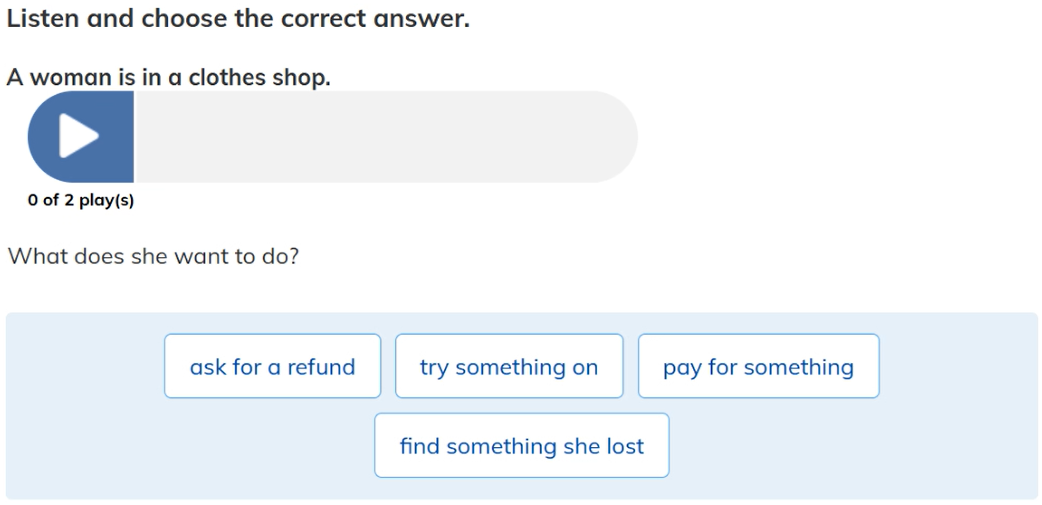 Listen and choose the correct answer.
A woman is in a clothes shop.
0 of 2 play(s)
What does she want to do?
ask for a refund
try something on
pay for something
find something she lost